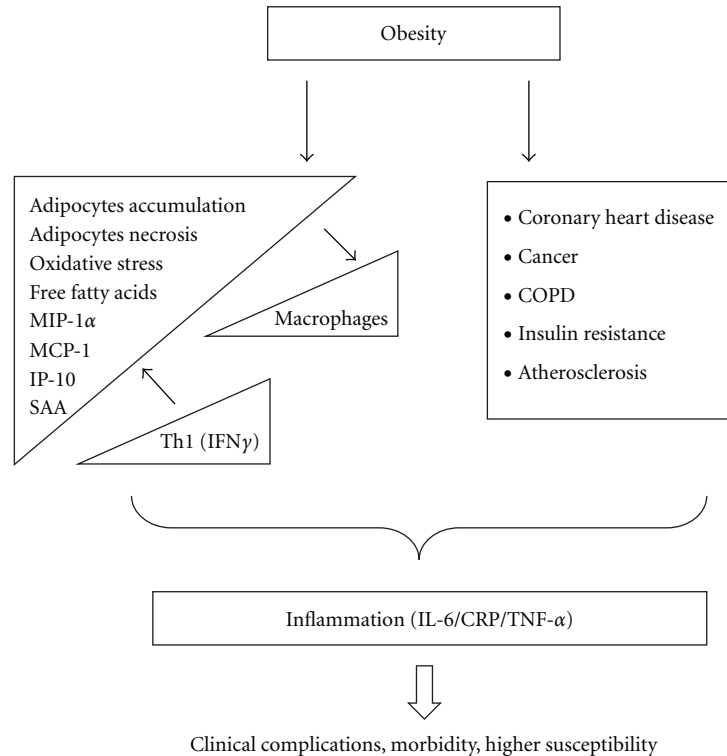 Obesity
Adipocytes accumulation
Adipocytes necrosis
Oxidative stress
Free fatty acids
MIP-1α
MCP-1
IP-10
SAA
Macrophages
Th1 (IFNγ)
• Coronary heart disease
• Cancer
• COPD
• Insulin resistance
• Atherosclerosis
Inflammation (IL-6/CRP/TNF-α)
Clinical complications, morbidity, higher susceptibility